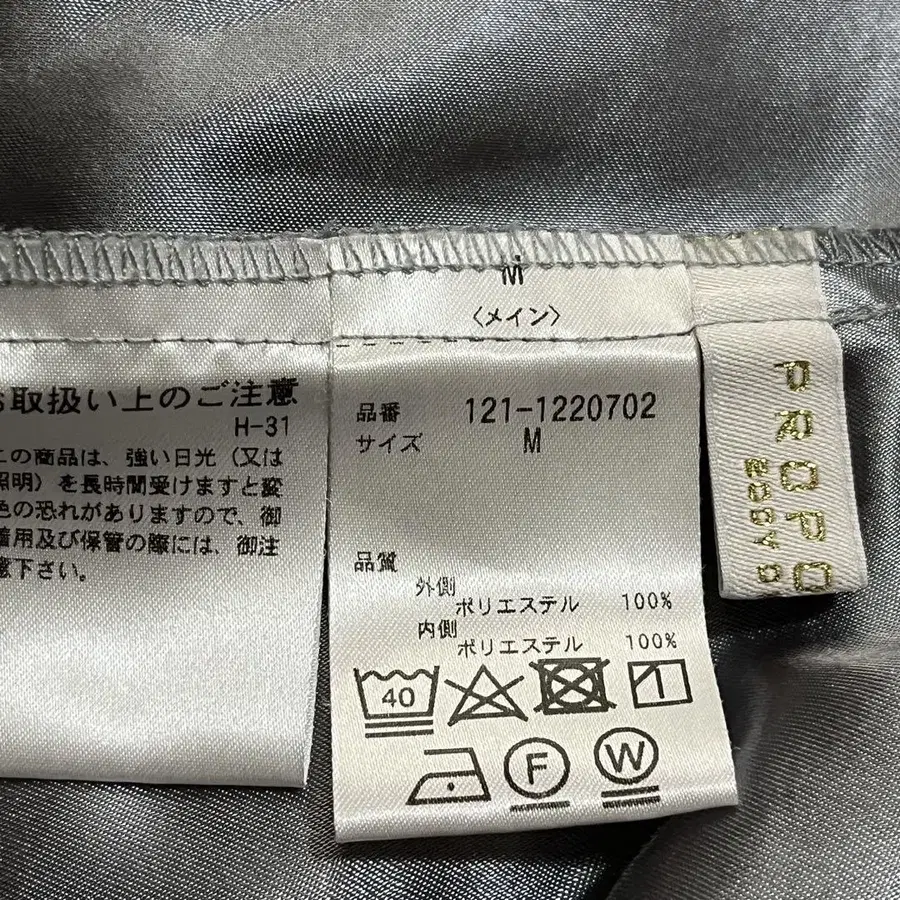 M
〈メイン〉
お取扱い上のご注意
H-31
この商品は、強い日光(又は
照明)を長時間受けますと変
色の恐れがありますので、御
着用及び保管の際には、御注
意下さい。
品番 121-1220702
サイズ M
品質
外側
ポリエステル 100%
内側
ポリエステル 100%
40
F
W
PROPO
BODY